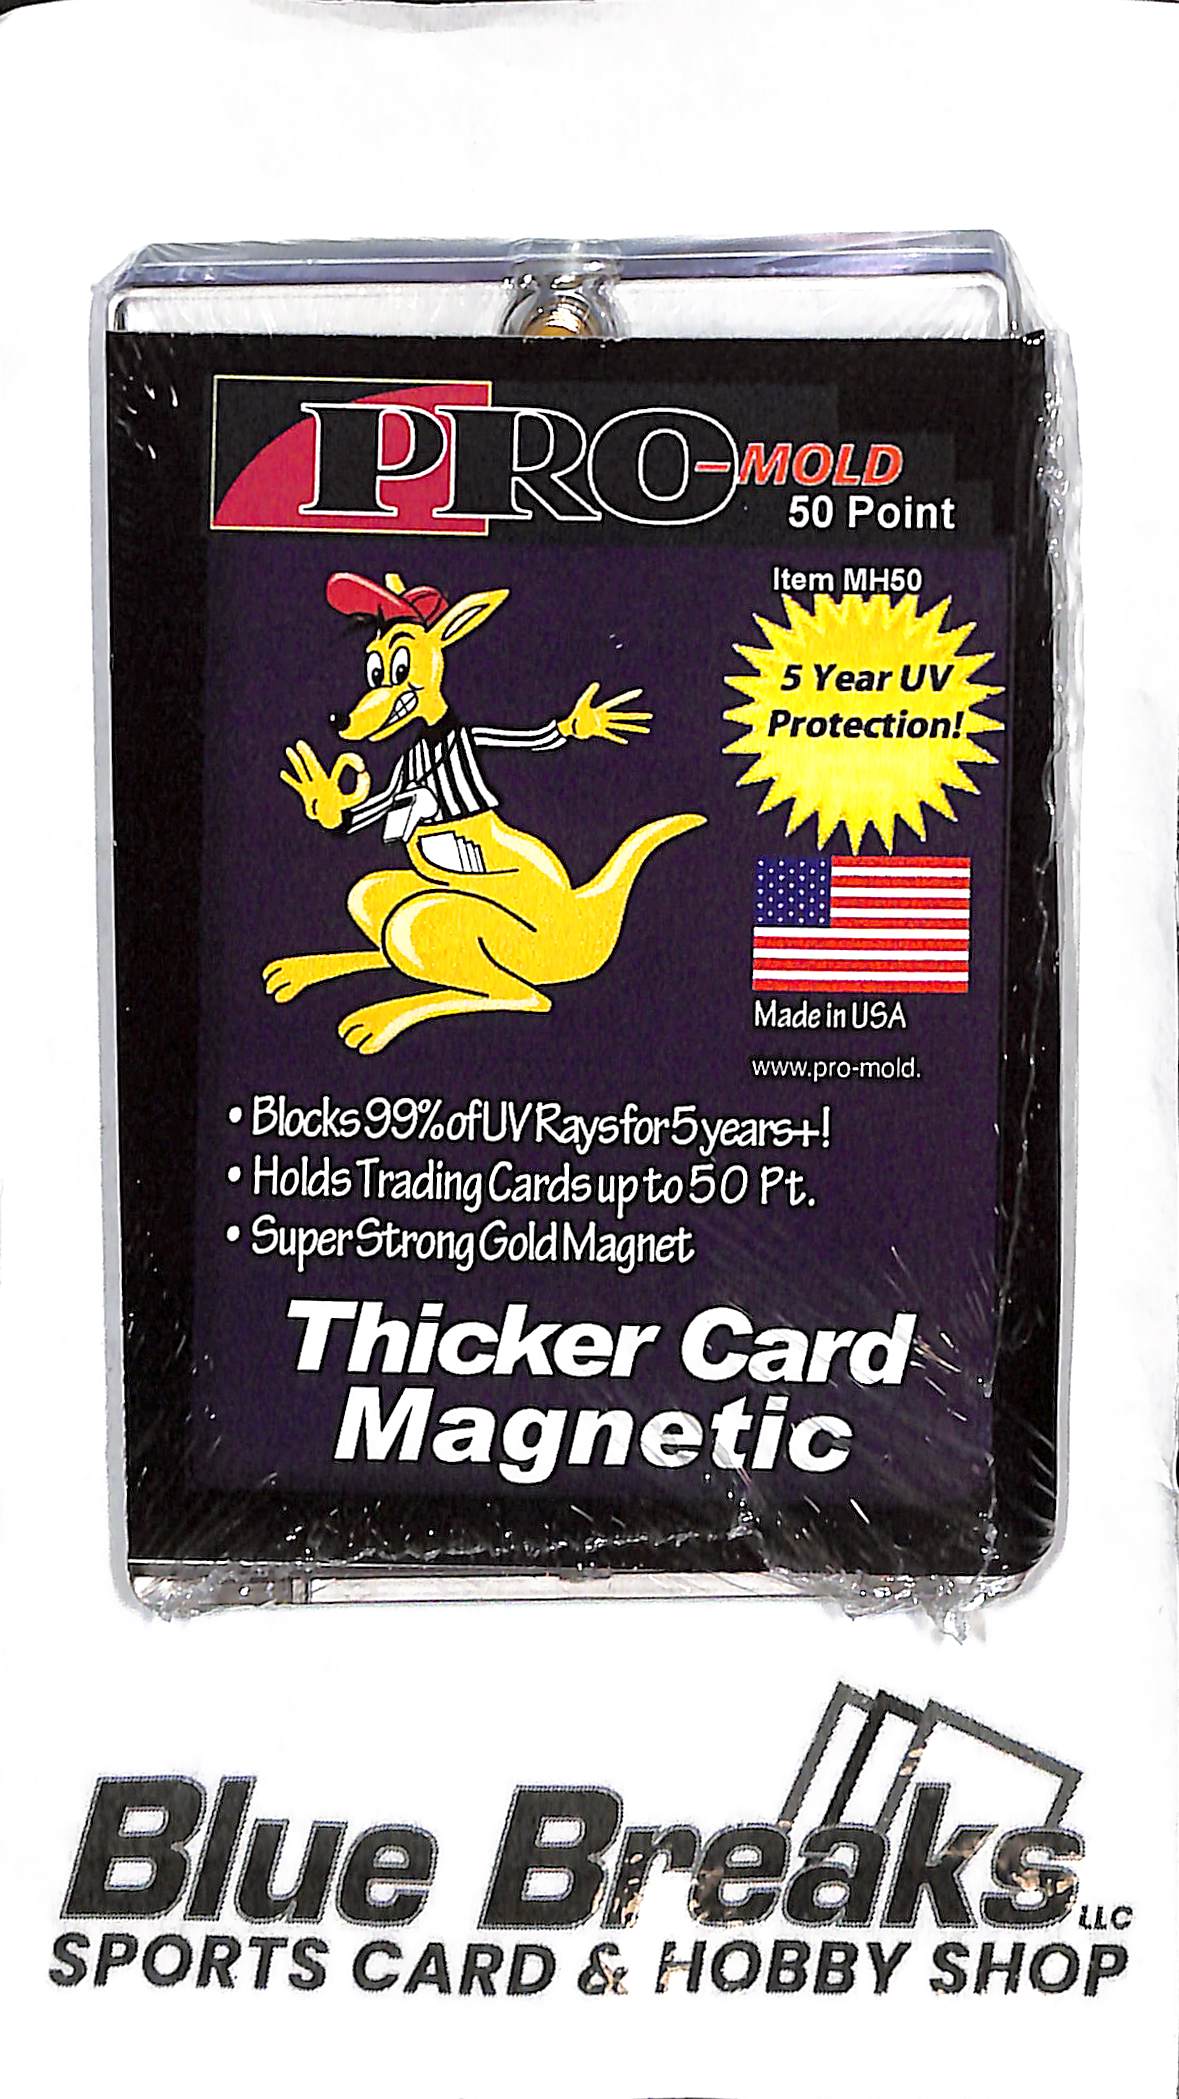 PRO-MOLD
50 Point
Item MH50
5 Year UV
Protection!
Made in USA
www.pro-mold.
• Blocks 99% of UV Rays for 5 years+!
• Holds Trading Cards up to 50 Pt.
• Super Strong Gold Magnet
Thicker Card
Magnetic
Blue Breaks LLC
SPORTS CARD & HOBBY SHOP